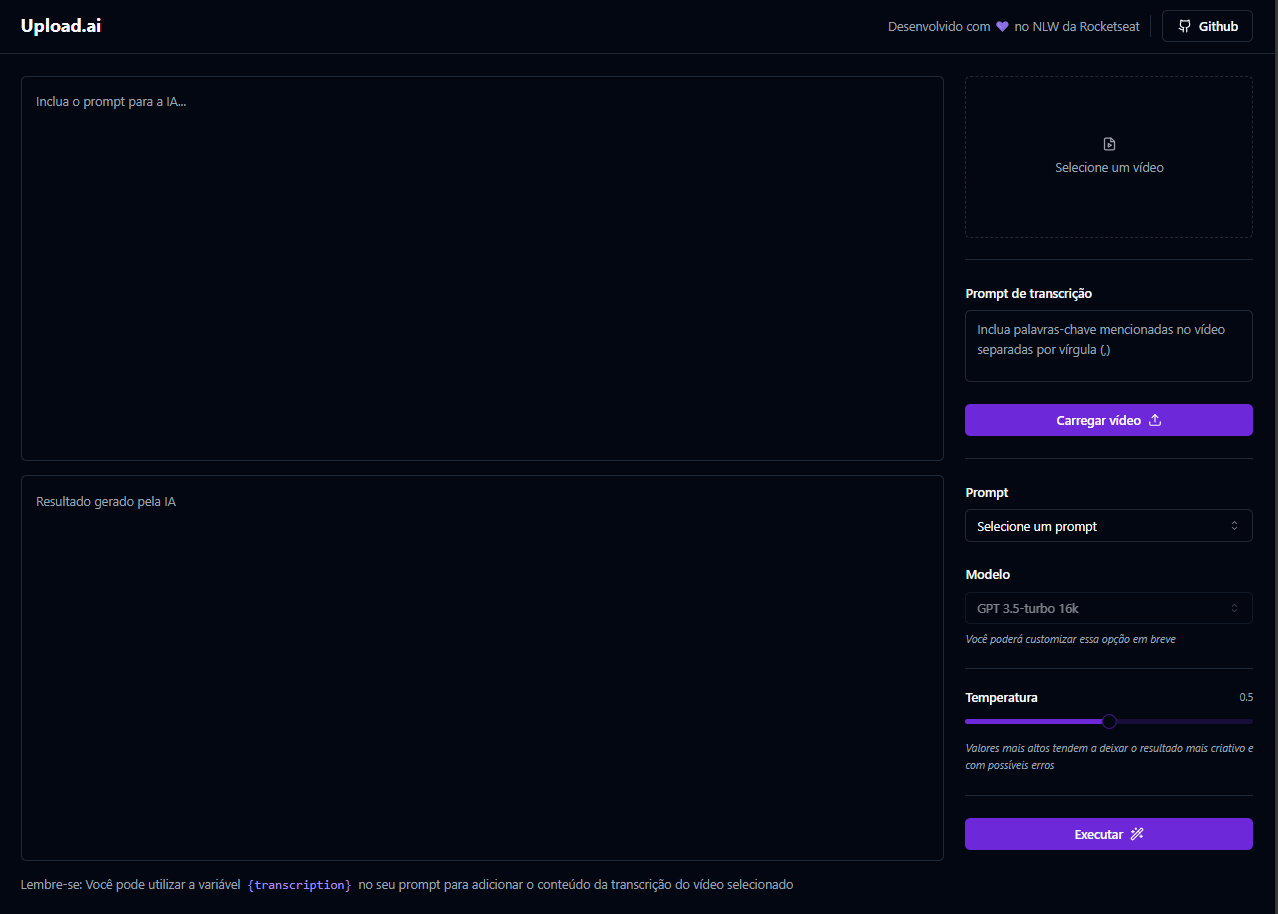 Upload.ai
Desenvolvido com 💜 no NLW da Rocketseat
Github
Inclua o prompt para a IA...
Resultado gerado pela IA
Lembre-se: Você pode utilizar a variável {transcription} no seu prompt para adicionar o conteúdo da transcrição do vídeo selecionado
Selecione um vídeo
Prompt de transcrição
Inclua palavras-chave mencionadas no vídeo
separadas por vírgula (,)
Carregar vídeo
Prompt
Selecione um prompt
Modelo
GPT 3.5-turbo 16k
Você poderá customizar essa opção em breve
Temperatura 0.5
Valores mais altos tendem a deixar o resultado mais criativo e
com possíveis erros
Executar